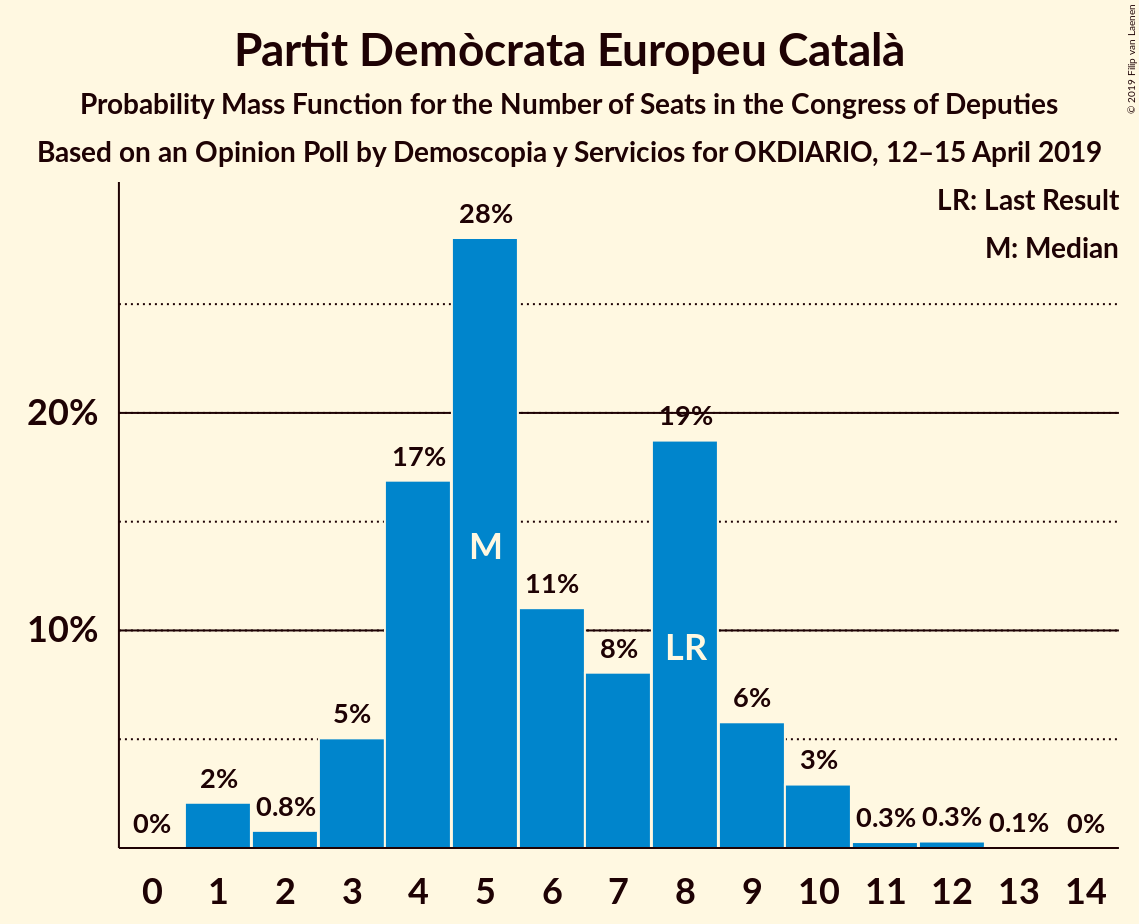 Partit Demòcrata Europeu Català
Probability Mass Function for the Number of Seats in the Congress of Deputies
Based on an Opinion Poll by Demoscopia y Servicios for OKDIARIO, 12–15 April 2019
© 2019 Filip van Laenen
LR: Last Result
M: Median
20%
10%
0%
2%
0.8%
5%
17%
28%
11%
8%
19%
6%
3%
0.3%
0.3%
0.1%
0%
M
LR
0 1 2 3 4 5 6 7 8 9 10 11 12 13 14